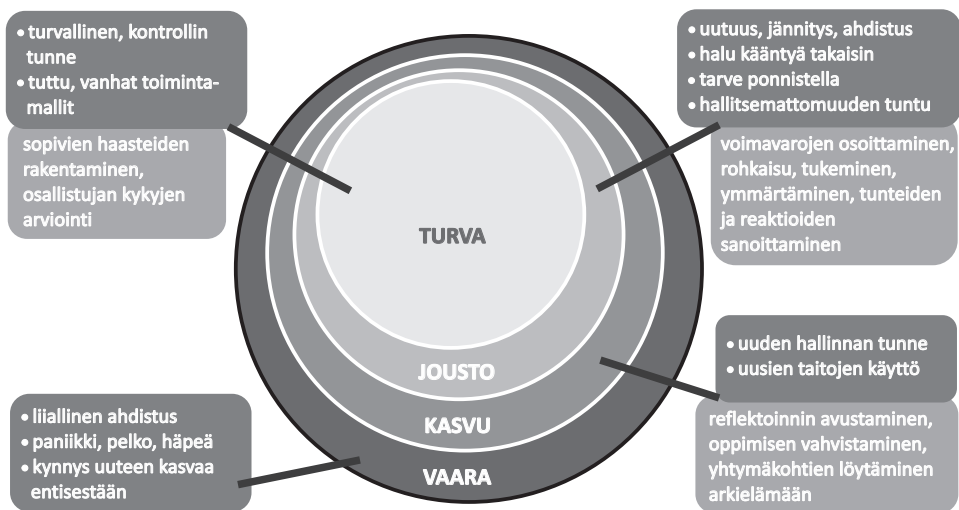 • turvallinen, kontrollin
tunne
• tuttu, vanhat toiminta-
mallit
sopivien haasteiden
rakentaminen,
osallistujan kykyjen
arviointi
• uutuus, jännitys, ahdistus
• halu kääntyä takaisin
• tarve ponnistella
• hallitsemattomuuden tuntu
voimavarojen osoittaminen,
rohkaisu, tukeminen,
ymmärtäminen, tunteiden
ja reaktioiden
sanoittaminen
TURVA
JOUSTO
KASVU
VAARA
• liiallinen ahdistus
• paniikki, pelko, häpeä
• kynnys uuteen kasvaa
entisestään
• uuden hallinnan tunne
• uusien taitojen käyttö
reflektoinnin avustaminen,
oppimisen vahvistaminen,
yhtymäkohtien löytäminen
arkielämään